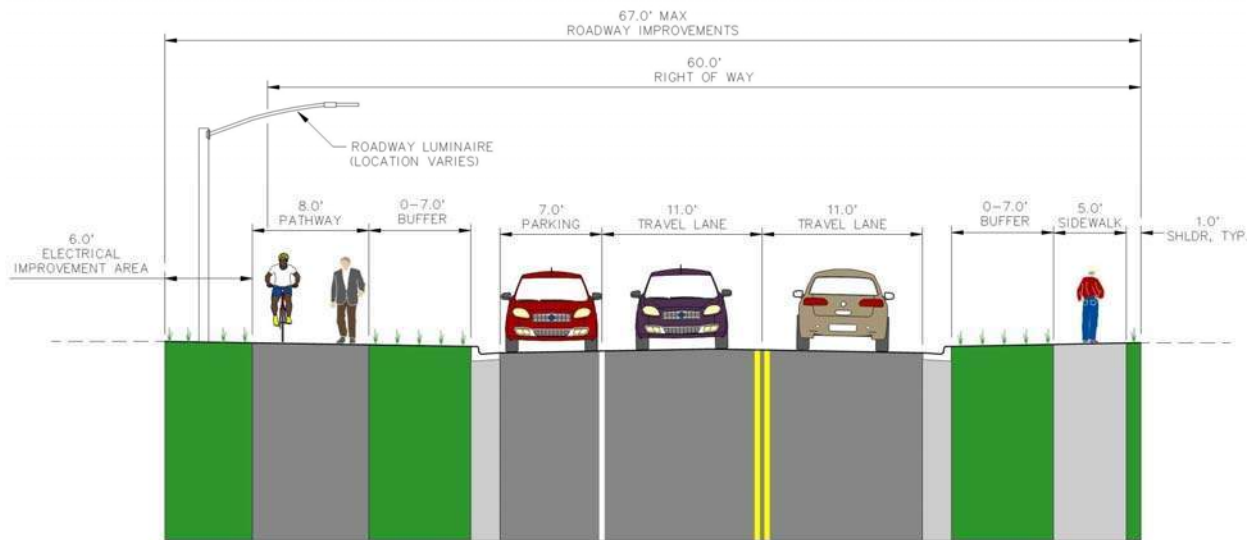 67.0' MAX
ROADWAY IMPROVEMENTS
60.0'
RIGHT OF WAY
ROADWAY LUMINAIRE
(LOCATION VARIES)
6.0'
ELECTRICAL
IMPROVEMENT AREA
8.0'
PATHWAY
0-7.0'
BUFFER
7.0'
PARKING
11.0'
TRAVEL LANE
11.0'
TRAVEL LANE
0-7.0'
BUFFER
5.0'
SIDEWALK
1.0'
SHLDR, TYP.